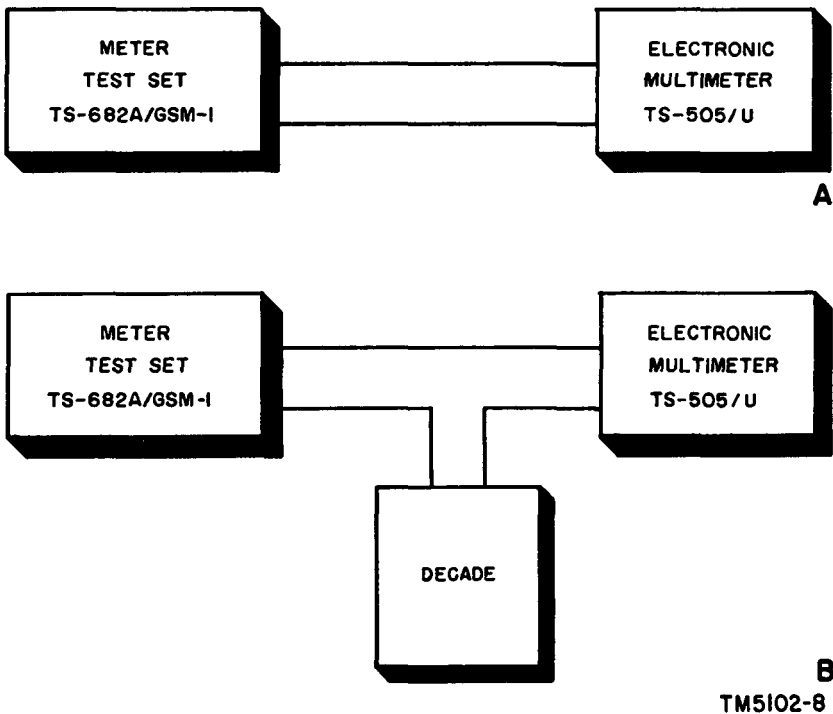 METER
TEST SET
TS-682A/GSM-1
ELECTRONIC
MULTIMETER
TS-505/U
A
METER
TEST SET
TS-682A/GSM-1
ELECTRONIC
MULTIMETER
TS-505/U
DECADE
B
TM5102-8